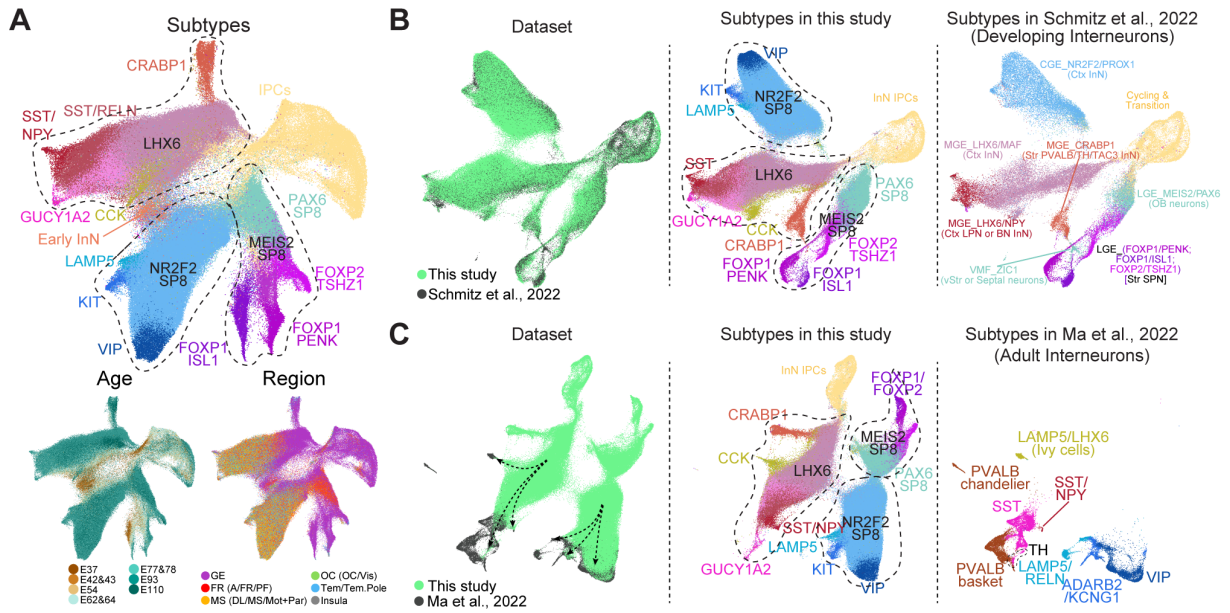 A
Subtypes
CRABP1
IPCs
SST/
NPY
SST/RELN
LHX6
GUCY1A2
CCK
Early InN
PAX6
SP8
LAMP5
NR2F2
SP8
MEIS2
SP8
KIT
FOXP2
TSHZ1
VIP
FOXP1
ISL1
FOXP1
PENK
Age
Region
E37
E42&43
E54
E62&64
E77&78
E93
E110
GE
FR (A/FR/PF)
MS (DL/MS/Mot+Par)
OC (OC/Vis)
Tem/Tem.Pole
Insula
B
Dataset
This study
Schmitz et al., 2022
Subtypes in this study
VIP
KIT
LAMP5
NR2F2
SP8
InN IPCs
SST
LHX6
PAX6
SP8
GUCY1A2
CCK
MEIS2
SP8
CRABP1
FOXP2
TSHZ1
FOXP1
PENK
FOXP1
ISL1
Subtypes in Schmitz et al., 2022
(Developing Interneurons)
CGE_NR2F2/PROX1
(Ctx InN)
Cycling &
Transition
MGE_LHX6/MAF
(Ctx InN)
MGE_CRABP1
(Str PVALB/TH/TAC3 InN)
LGE_MEIS2/PAX6
(OB neurons)
MGE_LHX6/NPY
(Ctx LPN or BN InN)
VMF_ZIC1
(vStr or Septal neurons)
LGE_(FOXP1/PENK;
FOXP1/ISL1;
FOXP2/TSHZ1)
[Str SPN]
C
Dataset
This study
Ma et al., 2022
Subtypes in this study
InN IPCs
FOXP1/
FOXP2
CRABP1
MEIS2
SP8
CCK
LHX6
PAX6
SP8
SST/NPY
NR2F2
SP8
LAMP5
GUCY1A2
KIT
VIP
Subtypes in Ma et al., 2022
(Adult Interneurons)
LAMP5/LHX6
(Ivy cells)
PVALB
chandelier
SST/
NPY
SST
TH
PVALB
basket
LAMP5/
RELN
ADARB2
/KCNG1
VIP